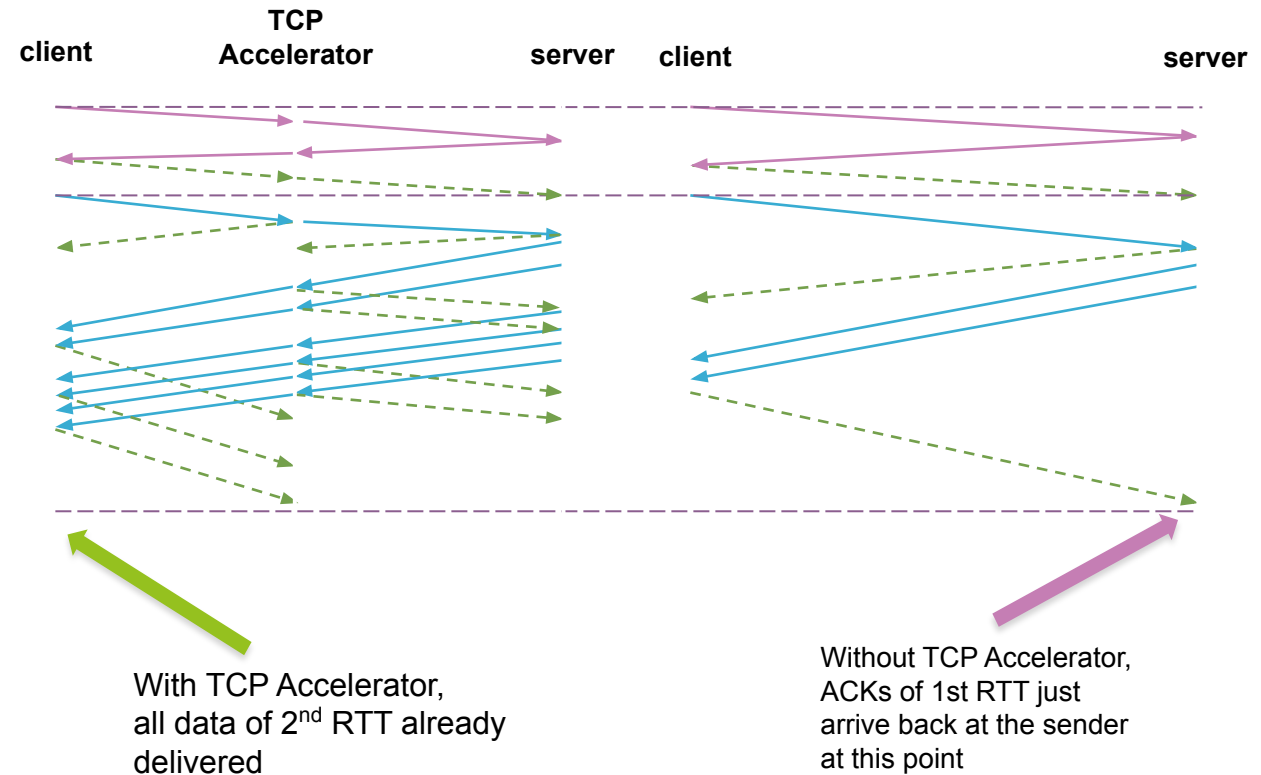 TCP
client Accelerator server client server
With TCP Accelerator,
all data of 2nd RTT already
delivered
Without TCP Accelerator,
ACKs of 1st RTT just
arrive back at the sender
at this point